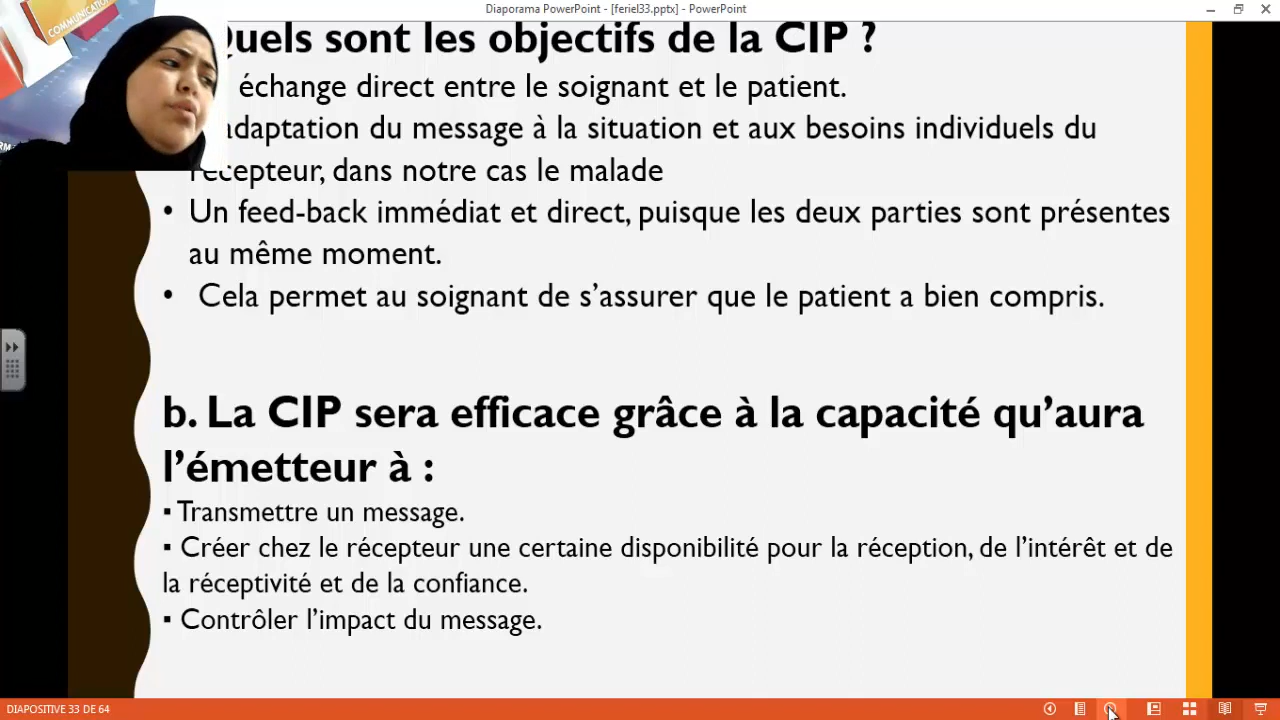 Diaporama PowerPoint - [feriel33.pptx] - PowerPoint
COMMUNICATION
Quels sont les objectifs de la CIP ?
échange direct entre le soignant et le patient.
adaptation du message à la situation et aux besoins individuels du
récepteur, dans notre cas le malade
• Un feed-back immédiat et direct, puisque les deux parties sont présentes
au même moment.
• Cela permet au soignant de s’assurer que le patient a bien compris.
b. La CIP sera efficace grâce à la capacité qu’aura
l’émetteur à :
▪ Transmettre un message.
▪ Créer chez le récepteur une certaine disponibilité pour la réception, de l’intérêt et de
la réceptivité et de la confiance.
▪ Contrôler l’impact du message.
DIAPOSITIVE 33 DE 64